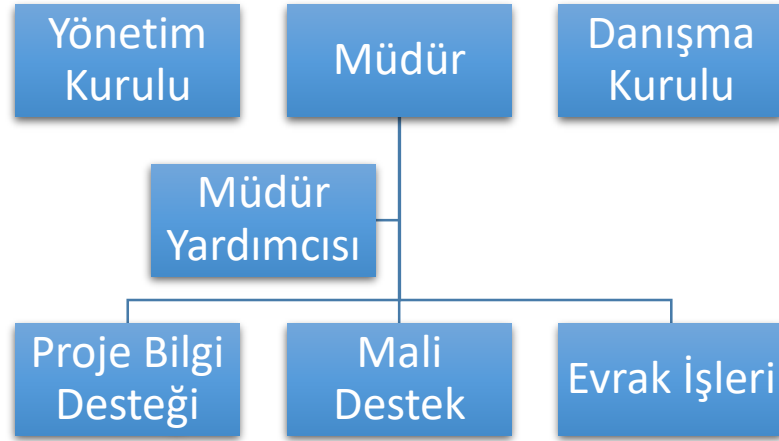 Yönetim
Kurulu
Müdür
Danışma
Kurulu
Müdür
Yardımcısı
Proje Bilgi
Desteği
Mali
Destek
Evrak İşleri